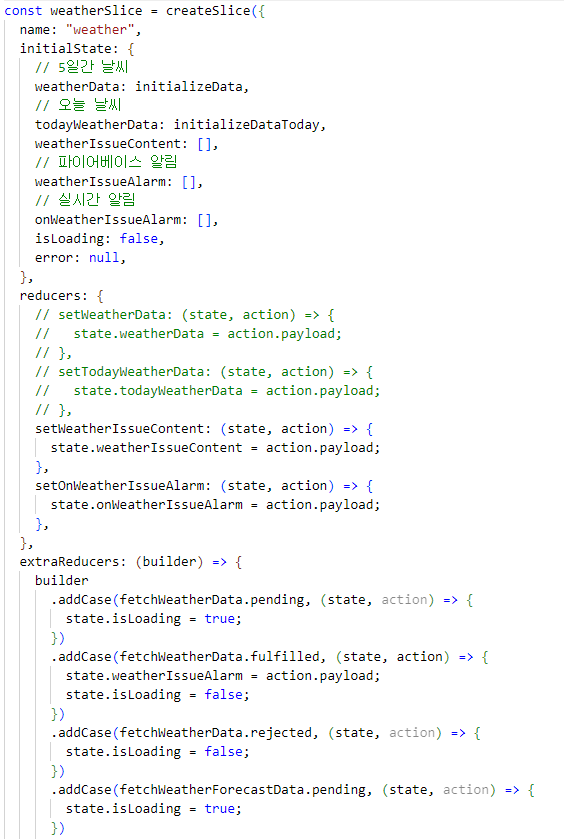 const weatherSlice = createSlice({
  name: "weather",
  initialState: {
    // 5일간 날씨
    weatherData: initializeData,
    // 오늘 날씨
    todayWeatherData: initializeDataToday,
    weatherIssueContent: [],
    // 파이어베이스 알림
    weatherIssueAlarm: [],
    // 실시간 알림
    onWeatherIssueAlarm: [],
    isLoading: false,
    error: null,
  },
  reducers: {
    // setWeatherData: (state, action) => {
    //   state.weatherData = action.payload;
    // },
    // setTodayWeatherData: (state, action) => {
    //   state.todayWeatherData = action.payload;
    // },
    setWeatherIssueContent: (state, action) => {
      state.weatherIssueContent = action.payload;
    },
    setOnWeatherIssueAlarm: (state, action) => {
      state.onWeatherIssueAlarm = action.payload;
    },
  },
  extraReducers: (builder) => {
    builder
      .addCase(fetchWeatherData.pending, (state, action) => {
        state.isLoading = true;
      })
      .addCase(fetchWeatherData.fulfilled, (state, action) => {
        state.weatherIssueAlarm = action.payload;
        state.isLoading = false;
      })
      .addCase(fetchWeatherData.rejected, (state, action) => {
        state.isLoading = false;
      })
      .addCase(fetchWeatherForecastData.pending, (state, action) => {
        state.isLoading = true;
      })